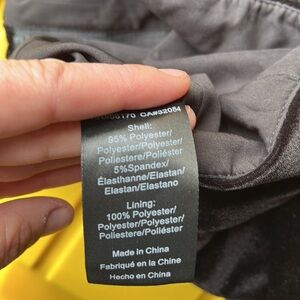 CA#32054
Shell:
95% Polyester/
Polyester/Polyester/
Poliestere/Poliéster
5%Spandex/
Élasthanne/Elastan/
Elastan/Elastano
Lining:
100% Polyester/
Polyester/Polyester/
Poliestere/Poliéster
Made in China
Fabriqué en la Chine
Hecho en China